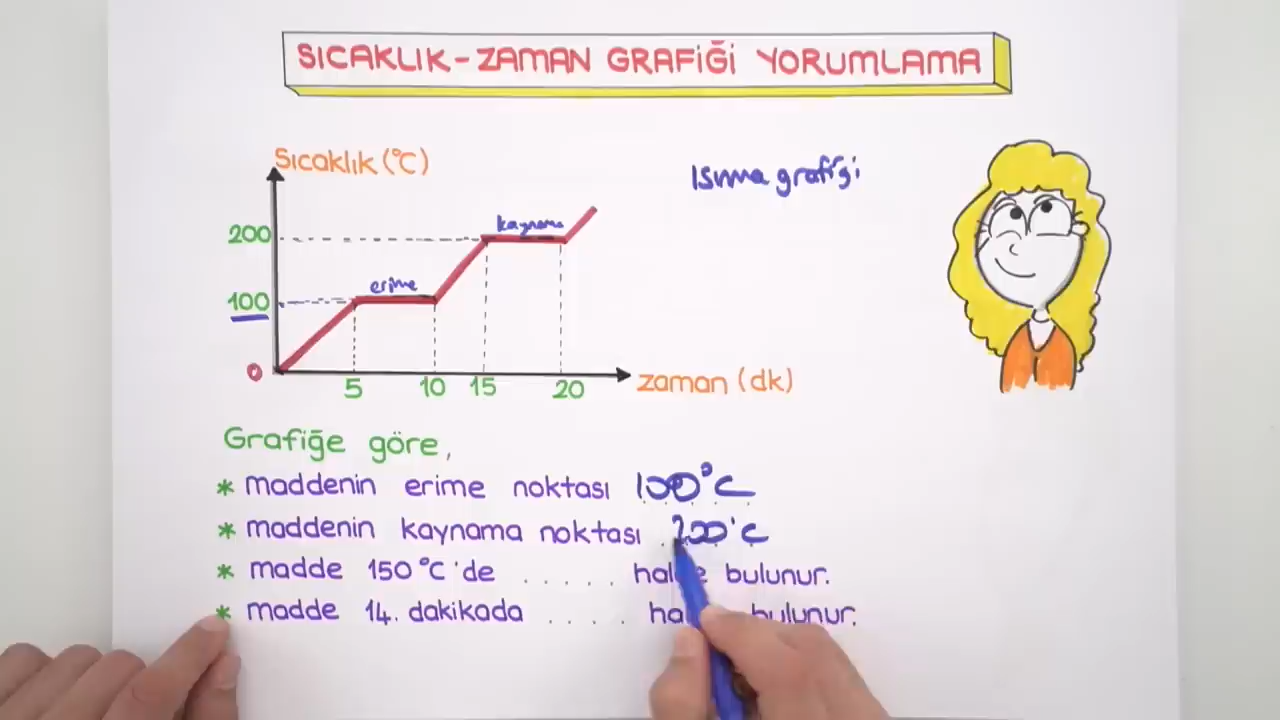 SICAKLIK-ZAMAN GRAFİĞİ YORUMLAMA
Sıcaklık (°C)
Isınma grafiği
200
kaynama
erime
100
0
5 10 15 20
zaman (dk)
Grafiğe göre,
* maddenin erime noktası 100°C
* maddenin kaynama noktası 200°C
* madde 150°C'de ..... halde bulunur.
* madde 14. dakikada .... bulunur.